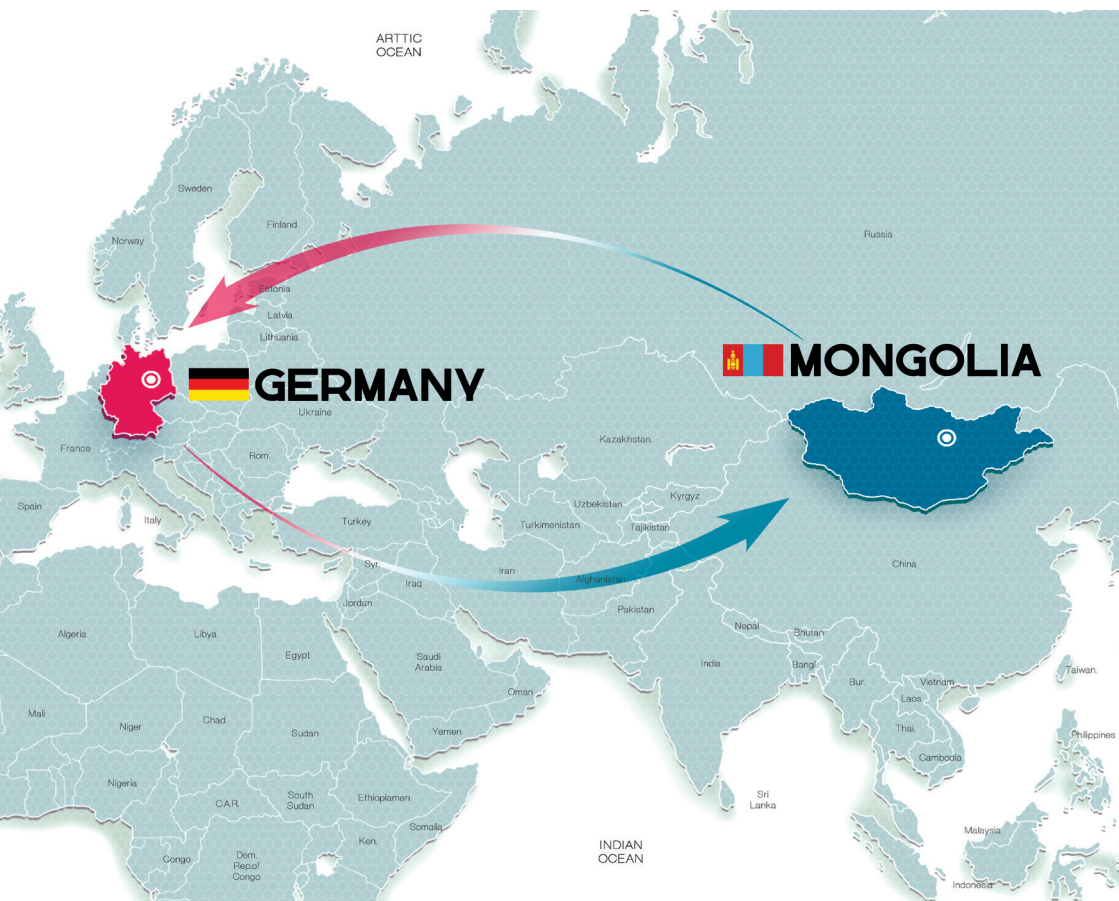 ARTTIC
OCEAN
Sweden
Finland
Norway
Russia
Estonia
Latvia
Lithuania
MONGOLIA
GERMANY
Ukraine
France
Rom.
Kazakhstan.
Spain
Italy
Turkey
Uzbekistan
Kyrgyz
Turkimenistan
Tajikistan
Syr.
Iraq
Iran
Afghanistan
China
Jordan
Pakistan
Algeria
Libya
Egypt
Saudi
Arabia
Nepal
Bhutan
India
Bangl
Oman
Bur.
Vietnam
Laos
Taiwan.
Mali
Niger
Chad
Sudan
Yemen
Thai.
Cambodia
Philippines
Nigeria
C.A.R.
South
Sudan
Ethiopiamen
Sri
Lanka
Somalia
Ken.
Malaysia
Congo
Dem.
Rep.of
Congo
INDIAN
OCEAN
Indonesia